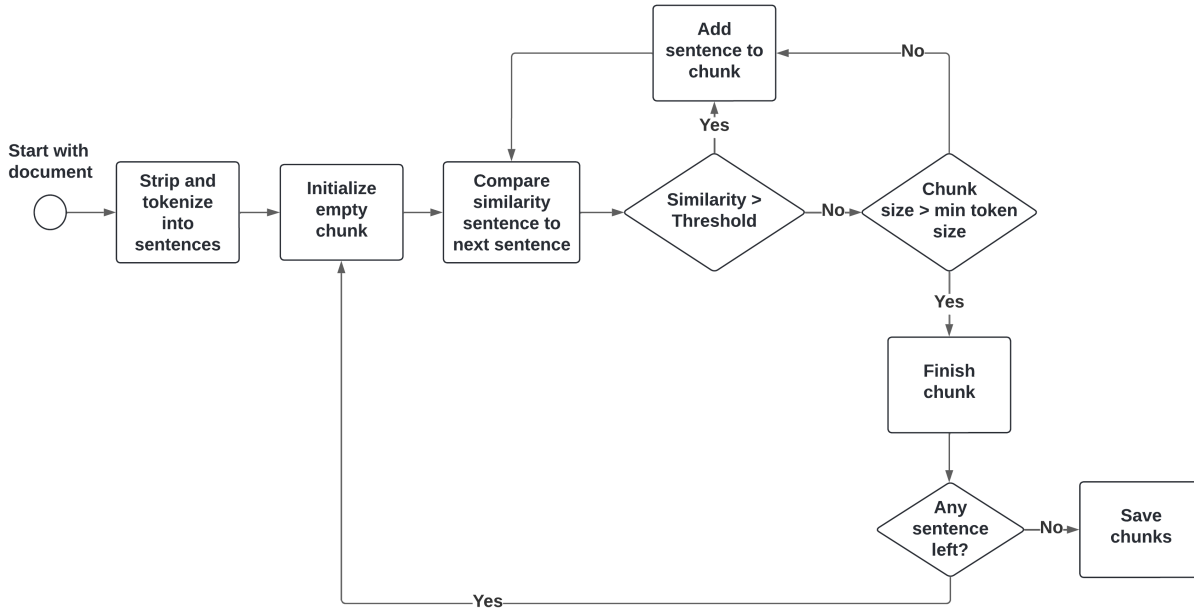 Start with
document
Strip and
tokenize
into
sentences
Initialize
empty
chunk
Compare
similarity
sentence to
next sentence
Similarity >
Threshold
Yes
Add
sentence to
chunk
No
Chunk
size > min token
size
No
Yes
Finish
chunk
Any
sentence
left?
No
Save
chunks
Yes